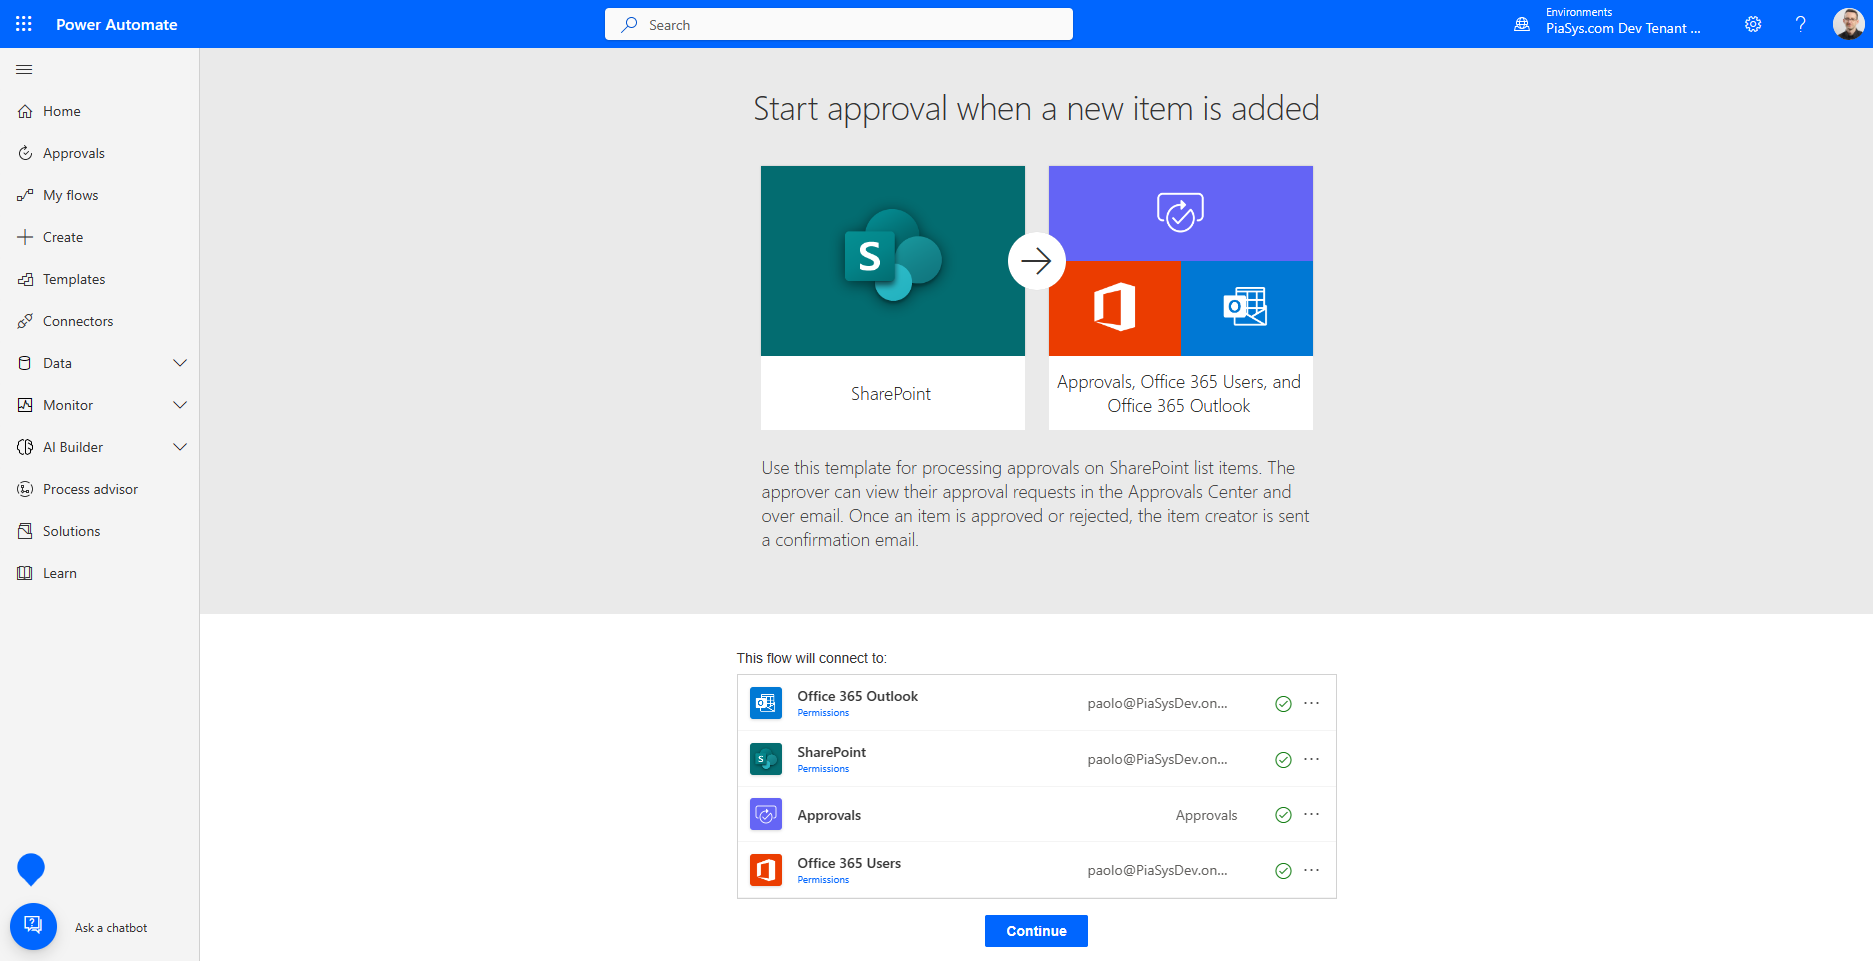 Power Automate
Search
Environments
PiaSys.com Dev Tenant ...
Home
Approvals
My flows
Create
Templates
Connectors
Data
Monitor
AI Builder
Process advisor
Solutions
Learn
Ask a chatbot
Start approval when a new item is added
S
O
SharePoint
Approvals, Office 365 Users, and
Office 365 Outlook
Use this template for processing approvals on SharePoint list items. The
approver can view their approval requests in the Approvals Center and
over email. Once an item is approved or rejected, the item creator is sent
a confirmation email.
This flow will connect to:
Office 365 Outlook
Permissions
paolo@PiaSysDev.on...
SharePoint
Permissions
paolo@PiaSysDev.on...
Approvals
Approvals
Office 365 Users
Permissions
paolo@PiaSysDev.on...
Continue